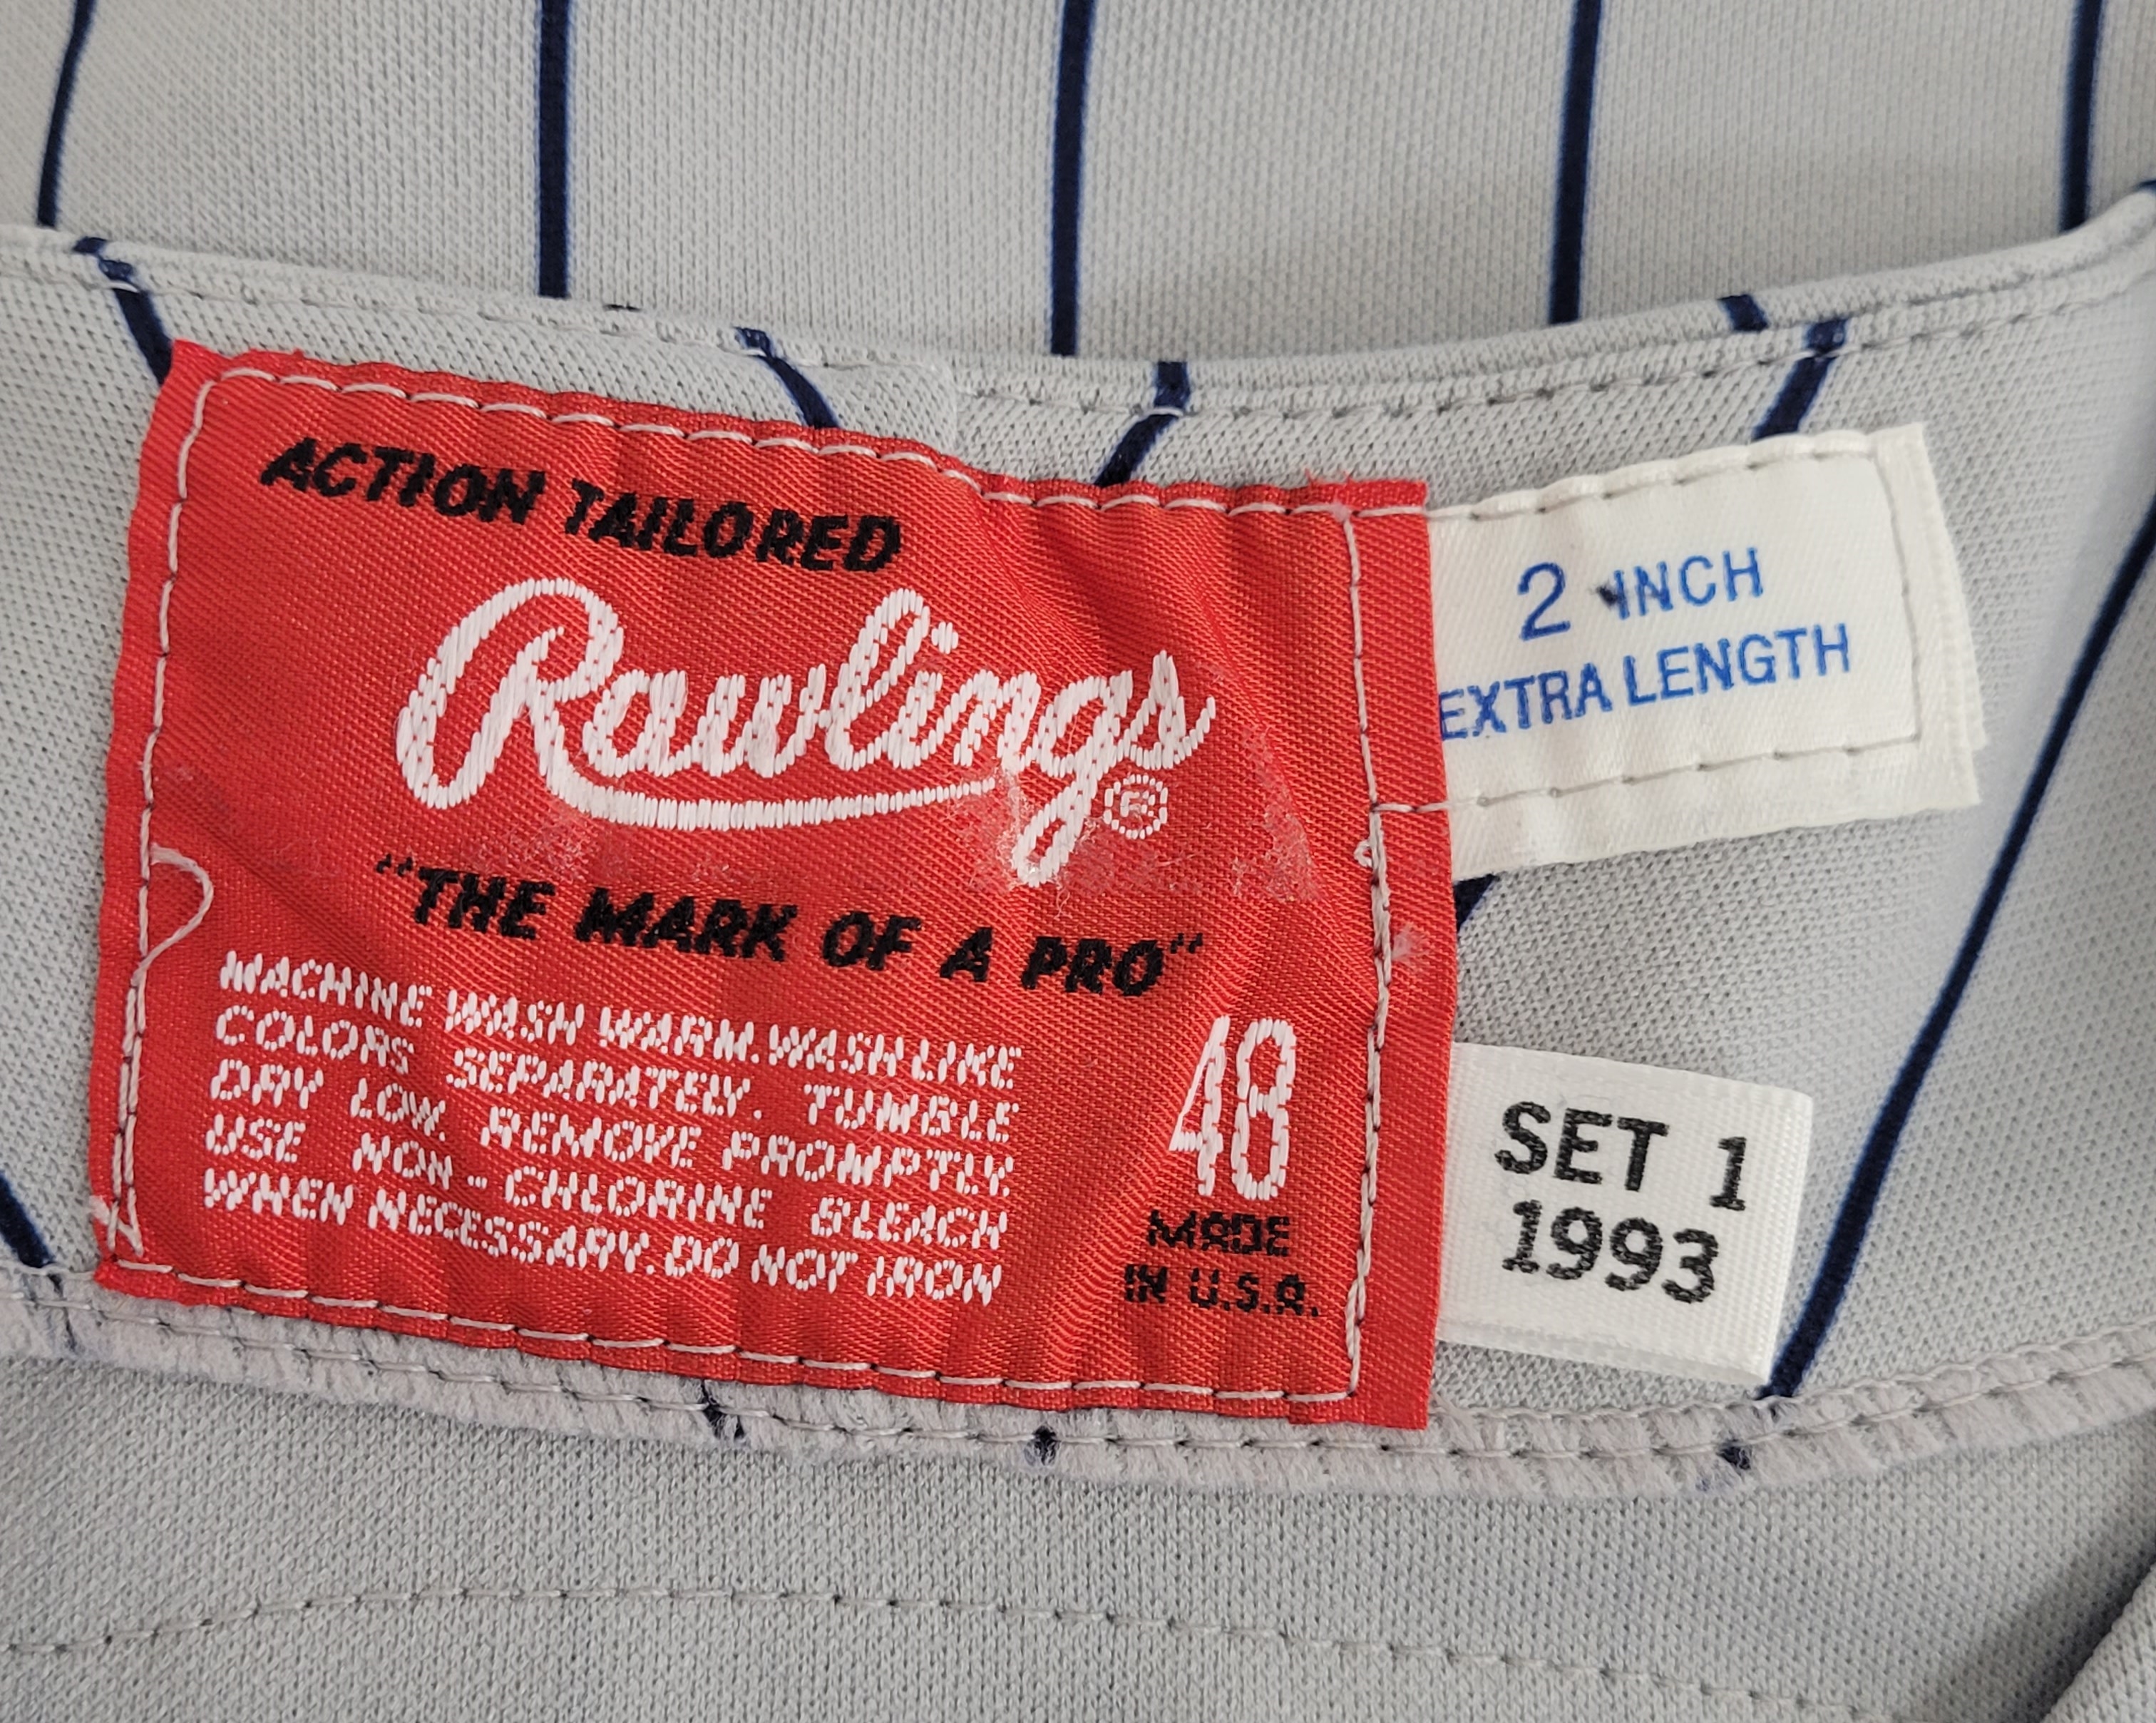 ACTION TAILORED
Rawlings®
"THE MARK OF A PRO"
MACHINE WASH WARM. WASH LIKE
COLORS SEPARATELY. TUMBLE
DRY LOW. REMOVE PROMPTLY.
USE NON-CHLORINE BLEACH
WHEN NECESSARY. DO NOT IRON
48
MADE
IN U.S.A.
2 INCH
EXTRA LENGTH
SET 1
1993